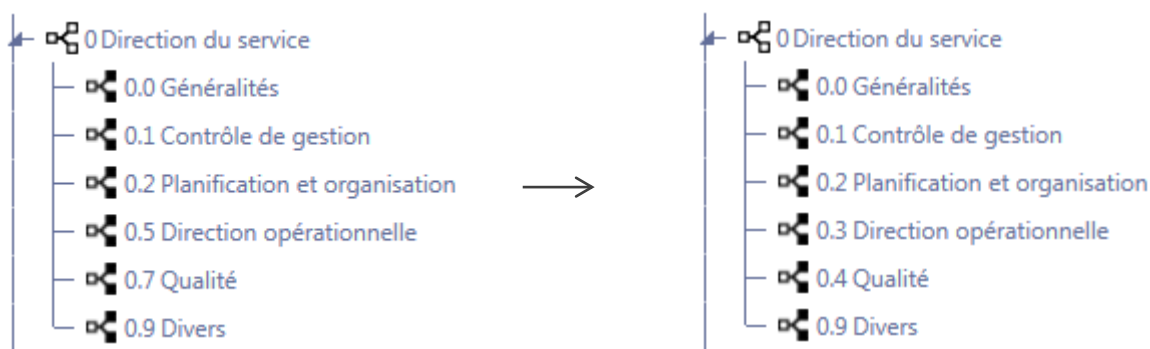 0 Direction du service
0.0 Généralités
0.1 Contrôle de gestion
0.2 Planification et organisation
0.5 Direction opérationnelle
0.7 Qualité
0.9 Divers
0 Direction du service
0.0 Généralités
0.1 Contrôle de gestion
0.2 Planification et organisation
0.3 Direction opérationnelle
0.4 Qualité
0.9 Divers